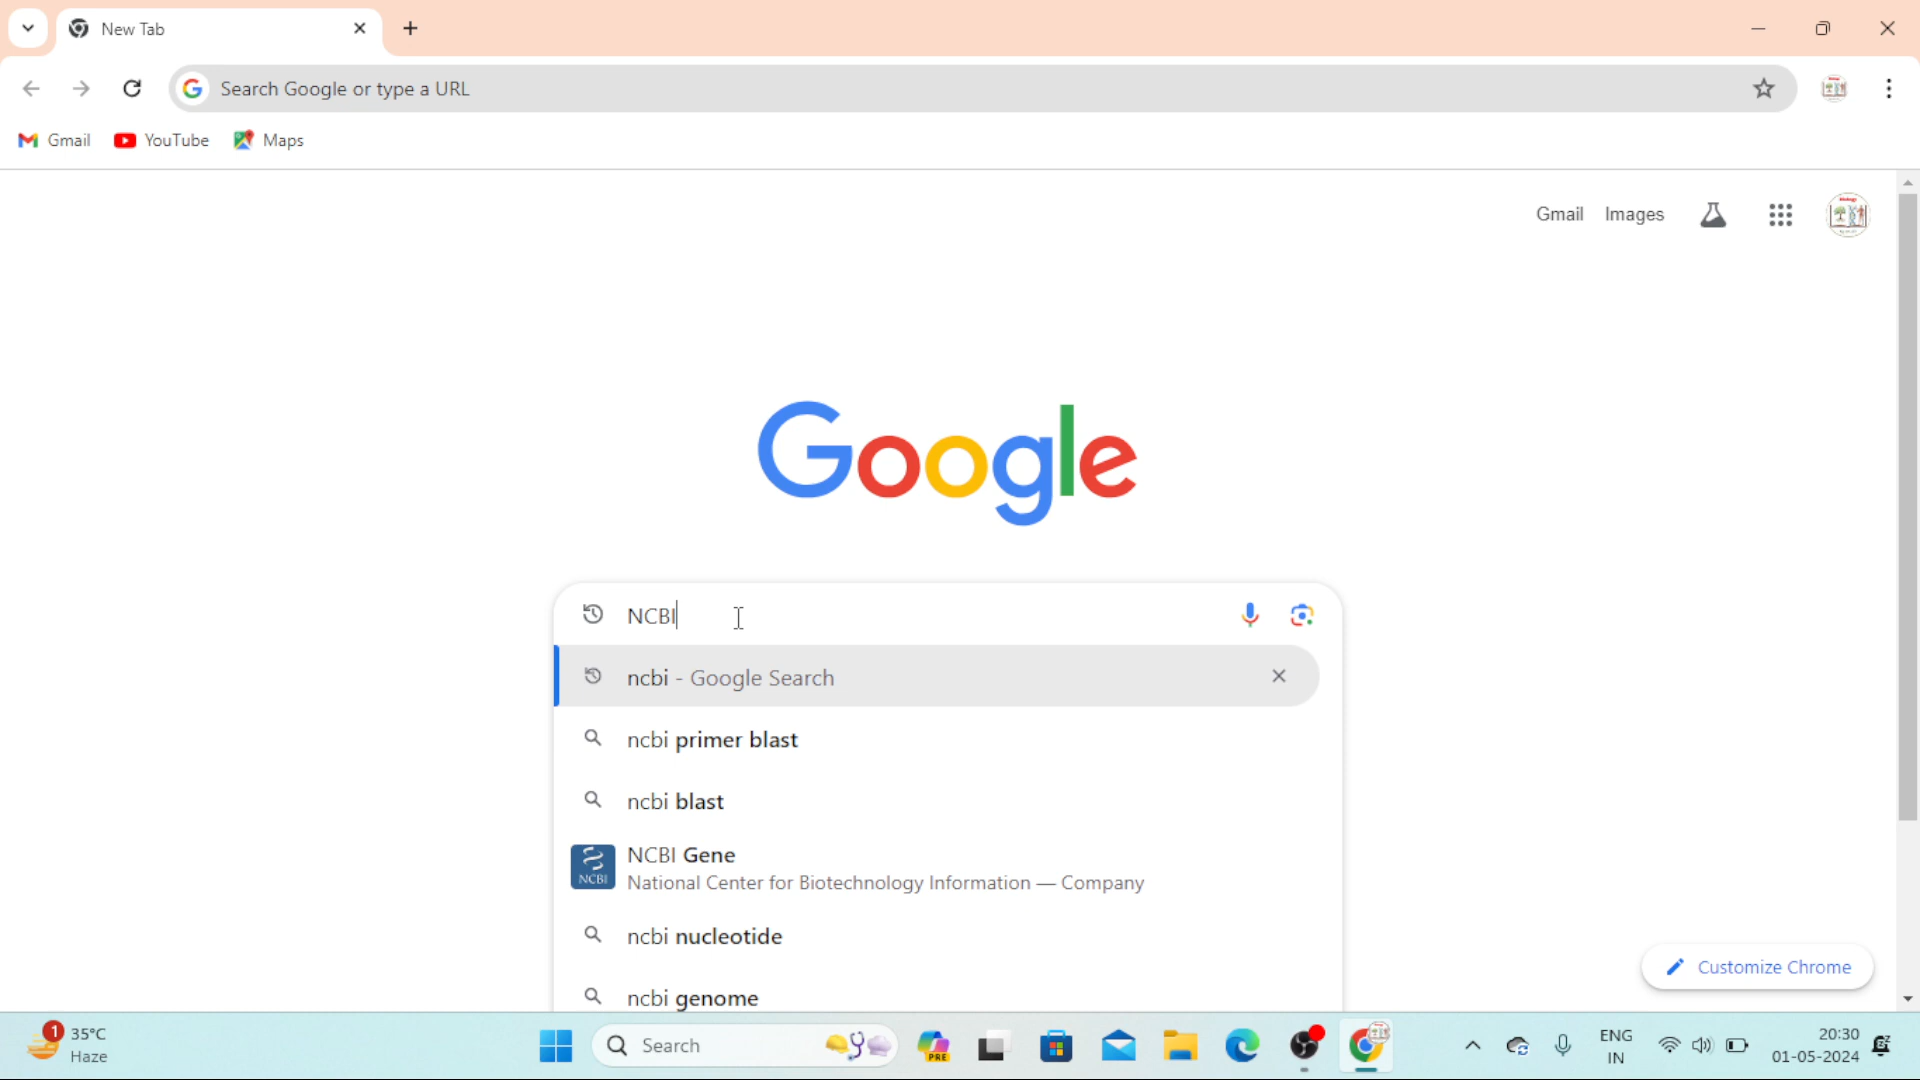 New Tab
Search Google or type a URL
Gmail YouTube Maps
Gmail Images
Google
NCBI
ncbi - Google Search
ncbi primer blast
ncbi blast
NCBI
NCBI Gene
National Center for Biotechnology Information — Company
ncbi nucleotide
ncbi genome
Customize Chrome
1
35°C
Haze
Search
PRE
ENG
IN
20:30
01-05-2024